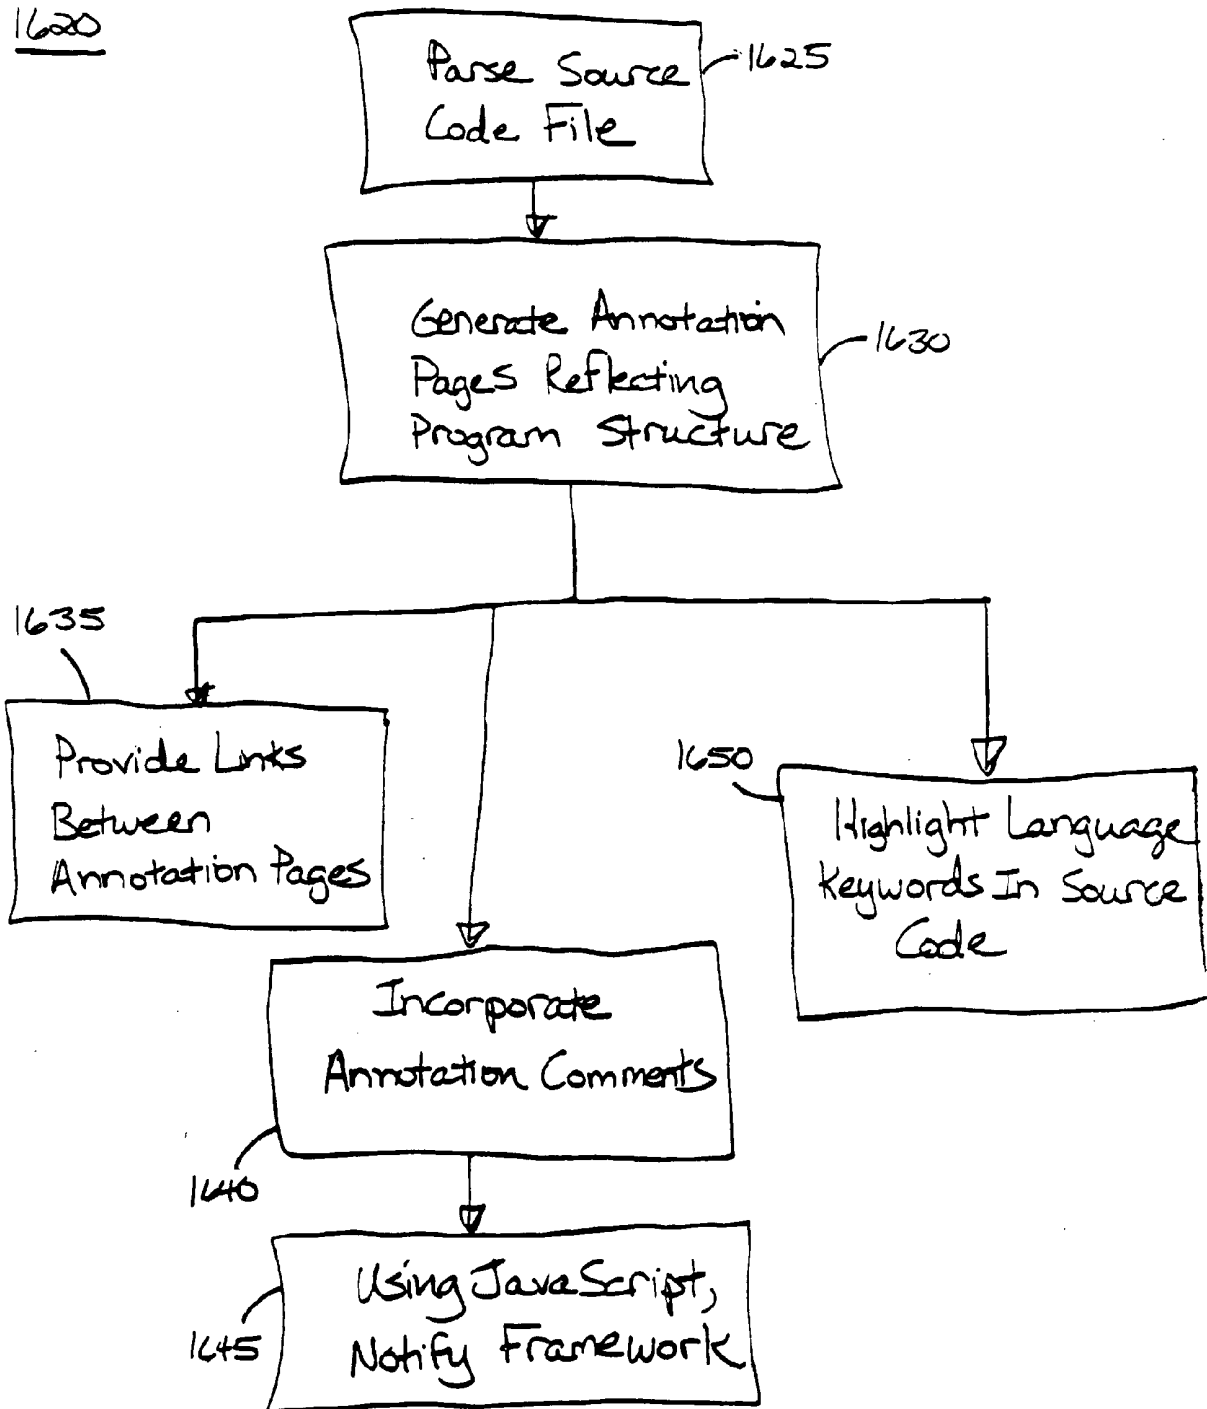 1620
Parse Source
Code File
1625
Generate Annotation
Pages Reflecting
Program Structure
1630
1635
Provide Links
Between
Annotation Pages
1650
Highlight Language
Keywords In Source
Code
Incorporate
Annotation Comments
1640
Using JavaScript,
Notify Framework
1645